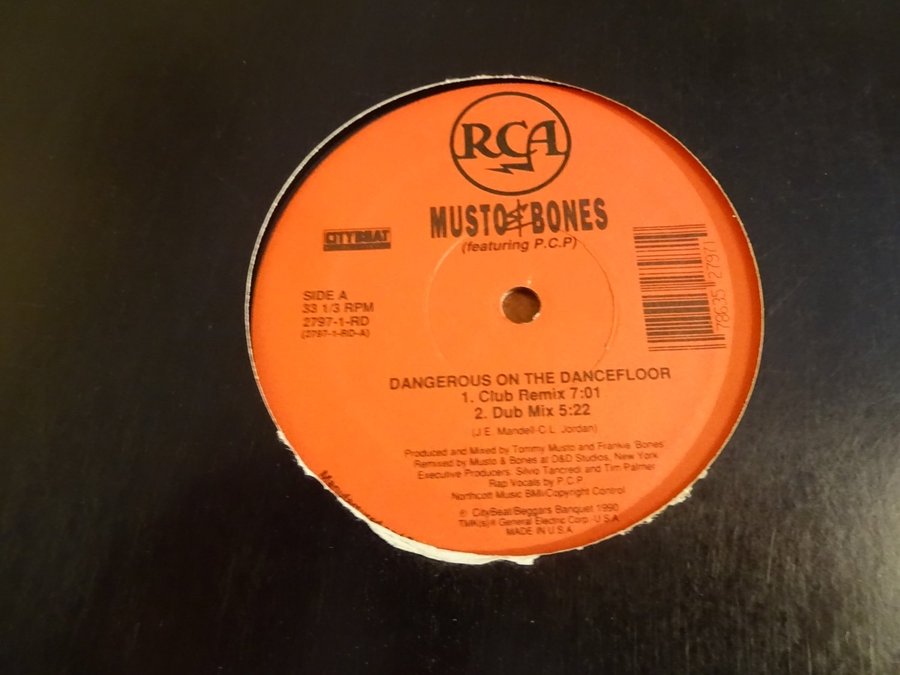 RCA
MUSTO & BONES
(featuring P.C.P)
CITYBEAT
SIDE A
33 1/3 RPM
2797-1-RD
(2797-1-RD-A)
78635 27971
DANGEROUS ON THE DANCEFLOOR
1. Club Remix 7:01
2. Dub Mix 5:22
(J.E. Mandell-C.L. Jordan)
Produced and Mixed by Tommy Musto and Frankie 'Bones'
Remixed by Musto & Bones at D&D Studios, New York
Executive Producers, Silvio Tancredi and Tim Palmer
Rap Vocals by P.C.P
Northcott Music BMI/Copyright Control
℗ CityBeat/Beggars Banquet 1990
TMK(s)® General Electric Corp. U.S.A
MADE IN U.S.A